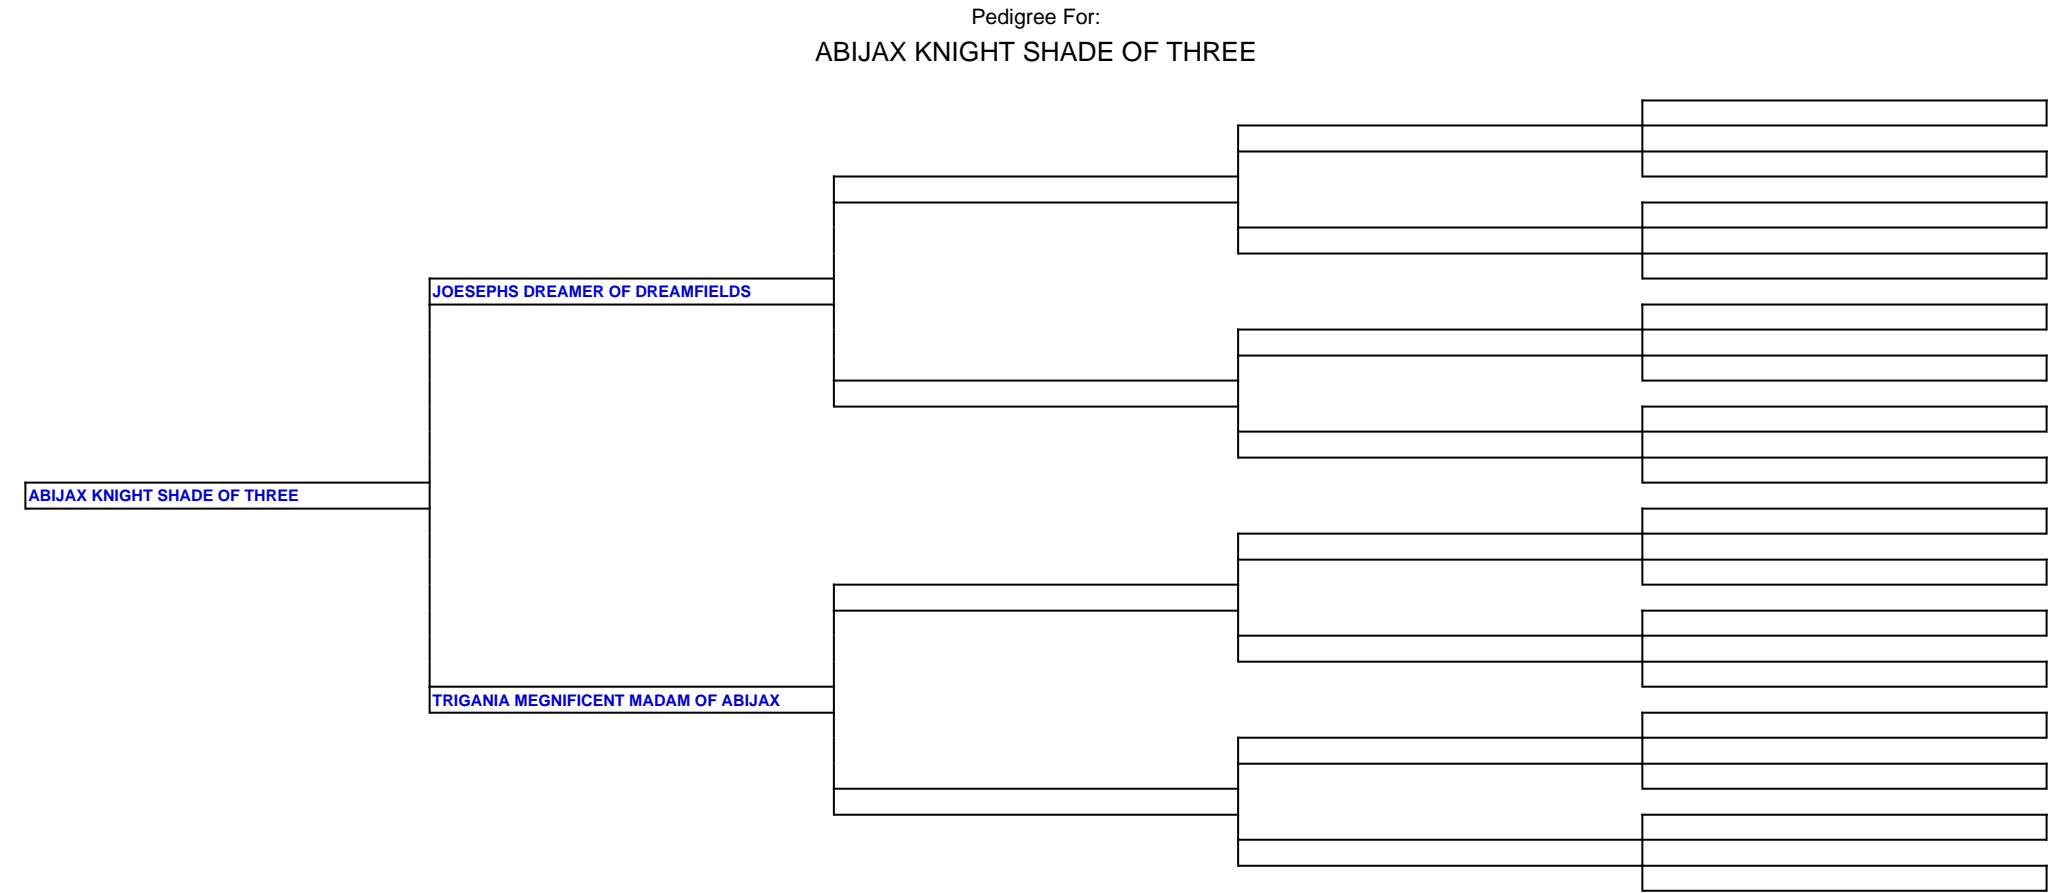 Pedigree For:
ABIJAX KNIGHT SHADE OF THREE
JOESEPHS DREAMER OF DREAMFIELDS
ABIJAX KNIGHT SHADE OF THREE
TRIGANIA MEGNIFICENT MADAM OF ABIJAX